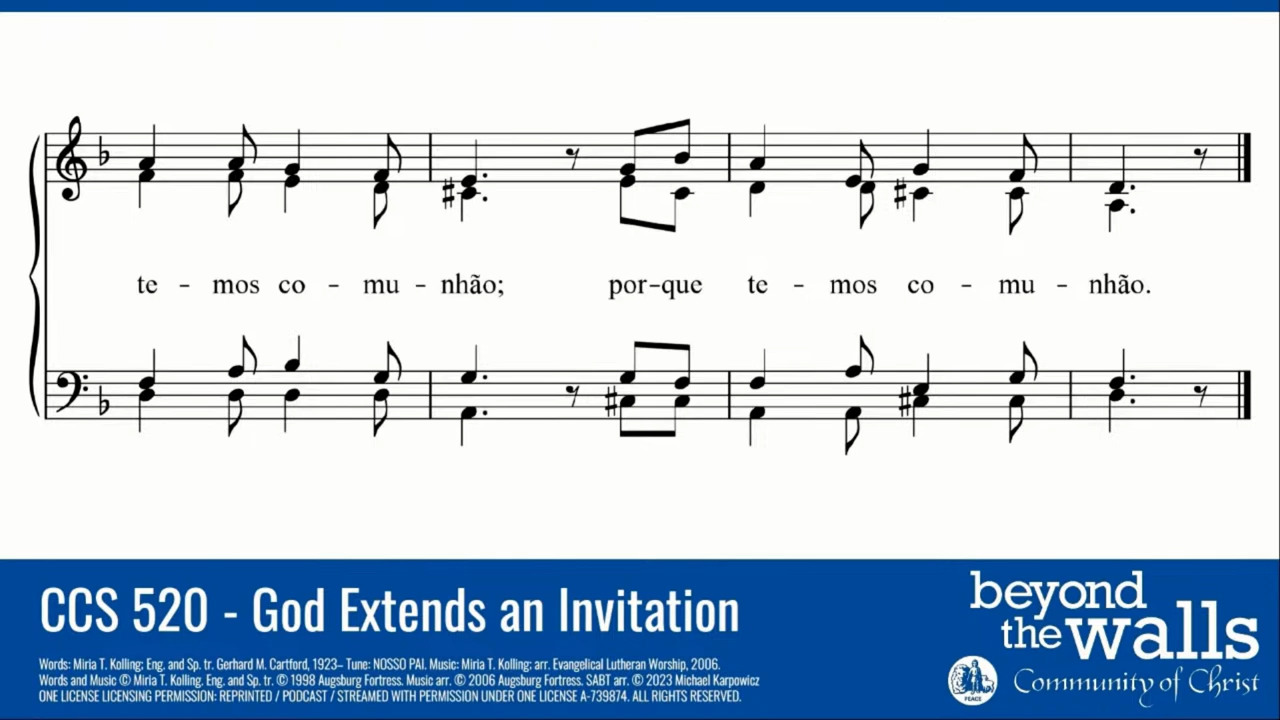 te - mos co - mu - nhão; por-que te - mos co - mu - nhão.
CCS 520 - God Extends an Invitation
Words: Miria T. Kolling; Eng. and Sp. tr. Gerhard M. Cartford, 1923– Tune: NOSSO PAI. Music: Miria T. Kolling; arr. Evangelical Lutheran Worship, 2006.
Words and Music © Miria T. Kolling. Eng. and Sp. tr. © 1998 Augsburg Fortress. Music arr. © 2006 Augsburg Fortress. SABT arr. © 2023 Michael Karpowicz
ONE LICENSE LICENSING PERMISSION: REPRINTED / PODCAST / STREAMED WITH PERMISSION UNDER ONE LICENSE A-739874. ALL RIGHTS RESERVED.
beyond
the walls
PEACE
Community of Christ